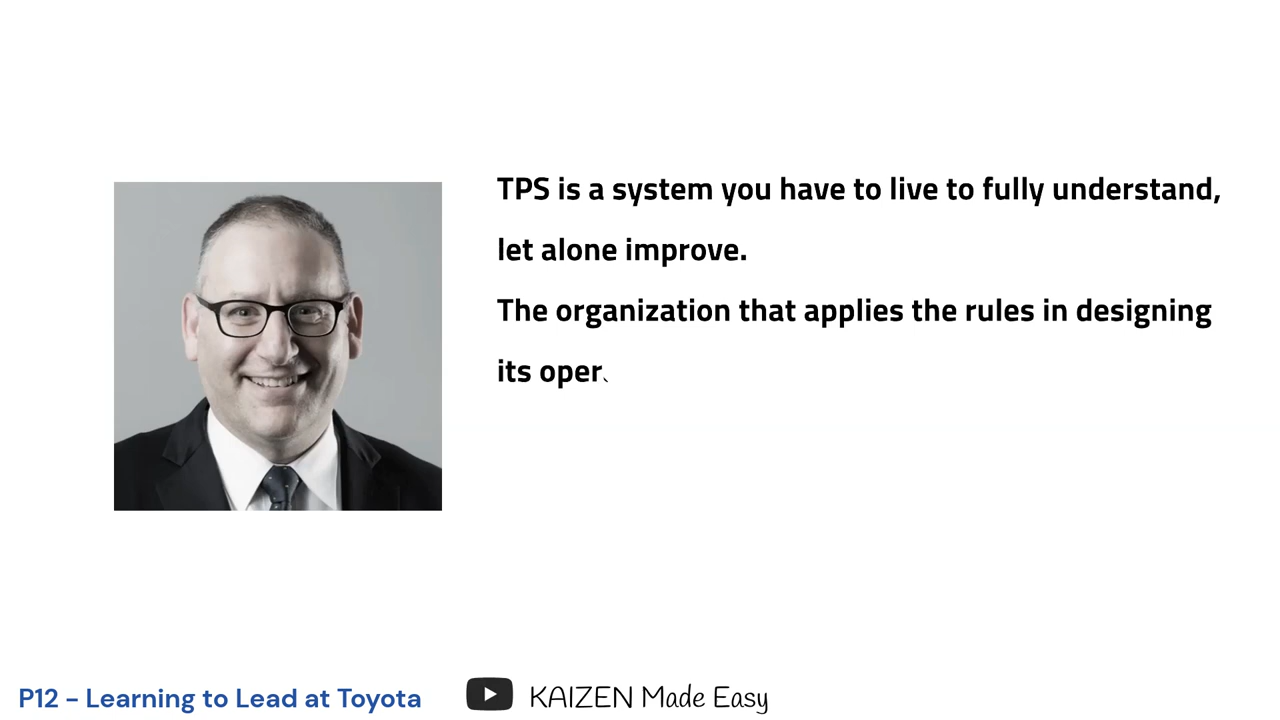 TPS is a system you have to live to fully understand,
let alone improve.
The organization that applies the rules in designing
its oper
P12 - Learning to Lead at Toyota
KAIZEN Made Easy